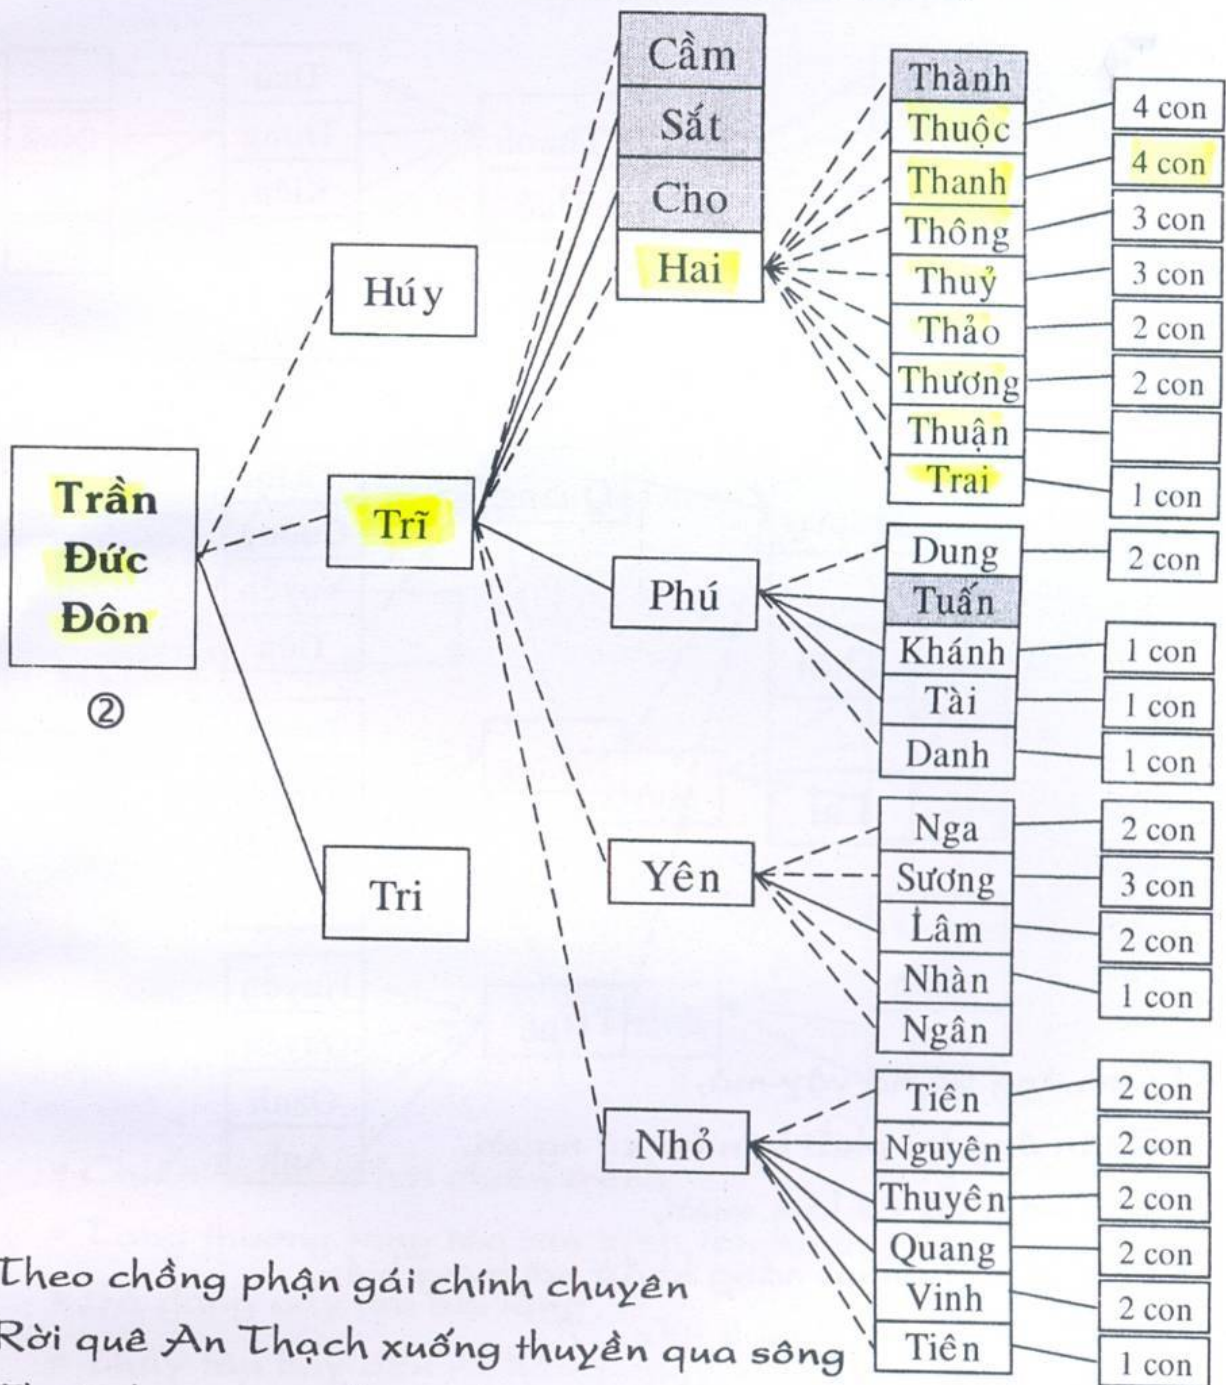 Trần
Đức
Đôn
②
Húy
Trĩ
Tri
Cầm
Sắt
Cho
Hai
Phú
Yên
Nhỏ
Thành
Thuộc
Thanh
Thông
Thuỷ
Thảo
Thương
Thuận
Trai
Dung
Tuấn
Khánh
Tài
Danh
Nga
Sương
Lâm
Nhàn
Ngân
Tiên
Nguyên
Thuyên
Quang
Vinh
Tiên
4 con
4 con
3 con
3 con
2 con
2 con
1 con
2 con
1 con
1 con
1 con
2 con
3 con
2 con
1 con
2 con
2 con
2 con
2 con
2 con
1 con
Theo chồng phận gái chính chuyên
Rời quê An Thạch xuống thuyền qua sông